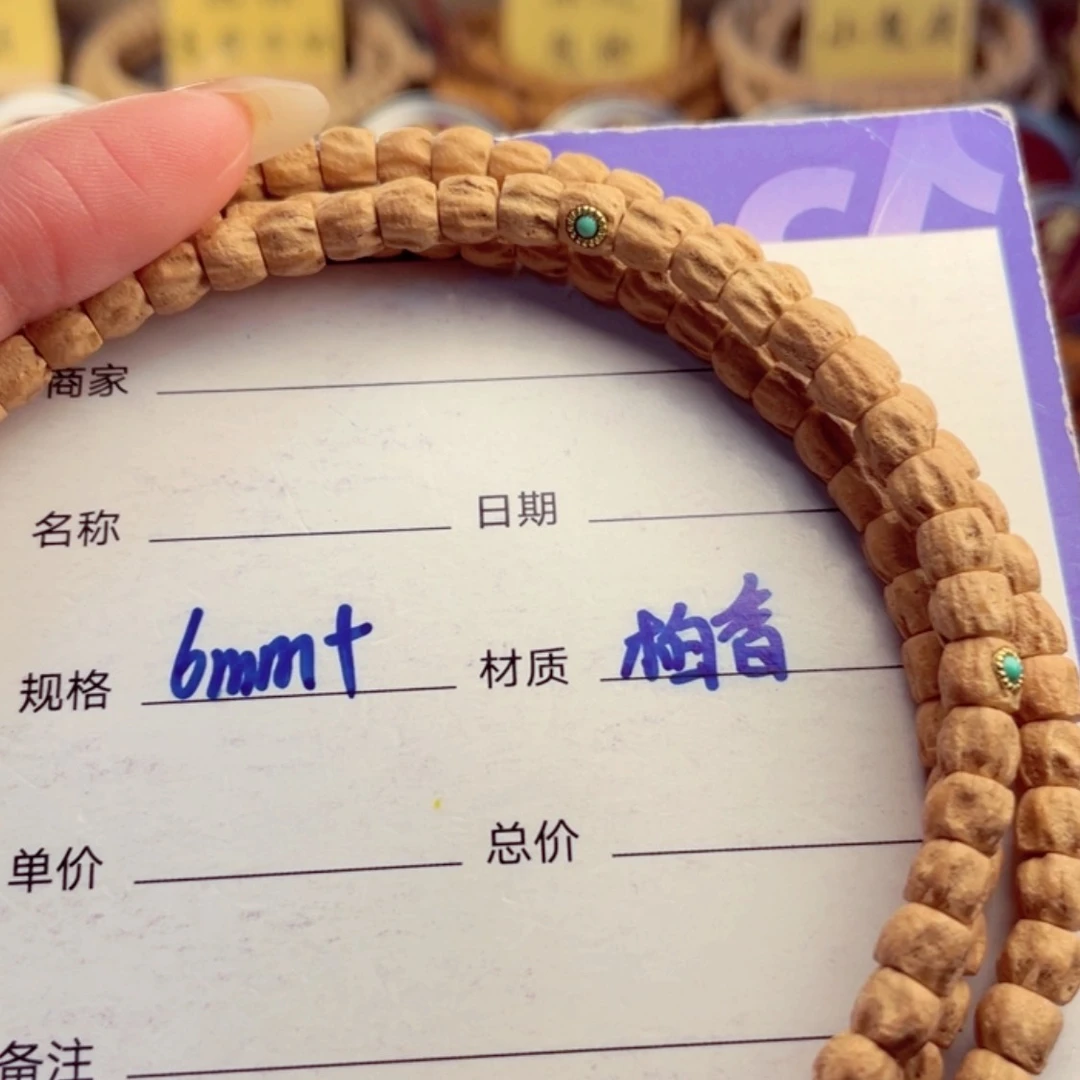 商家
名称 日期
规格 6mm+ 材质 柏香
单价 总价
备注